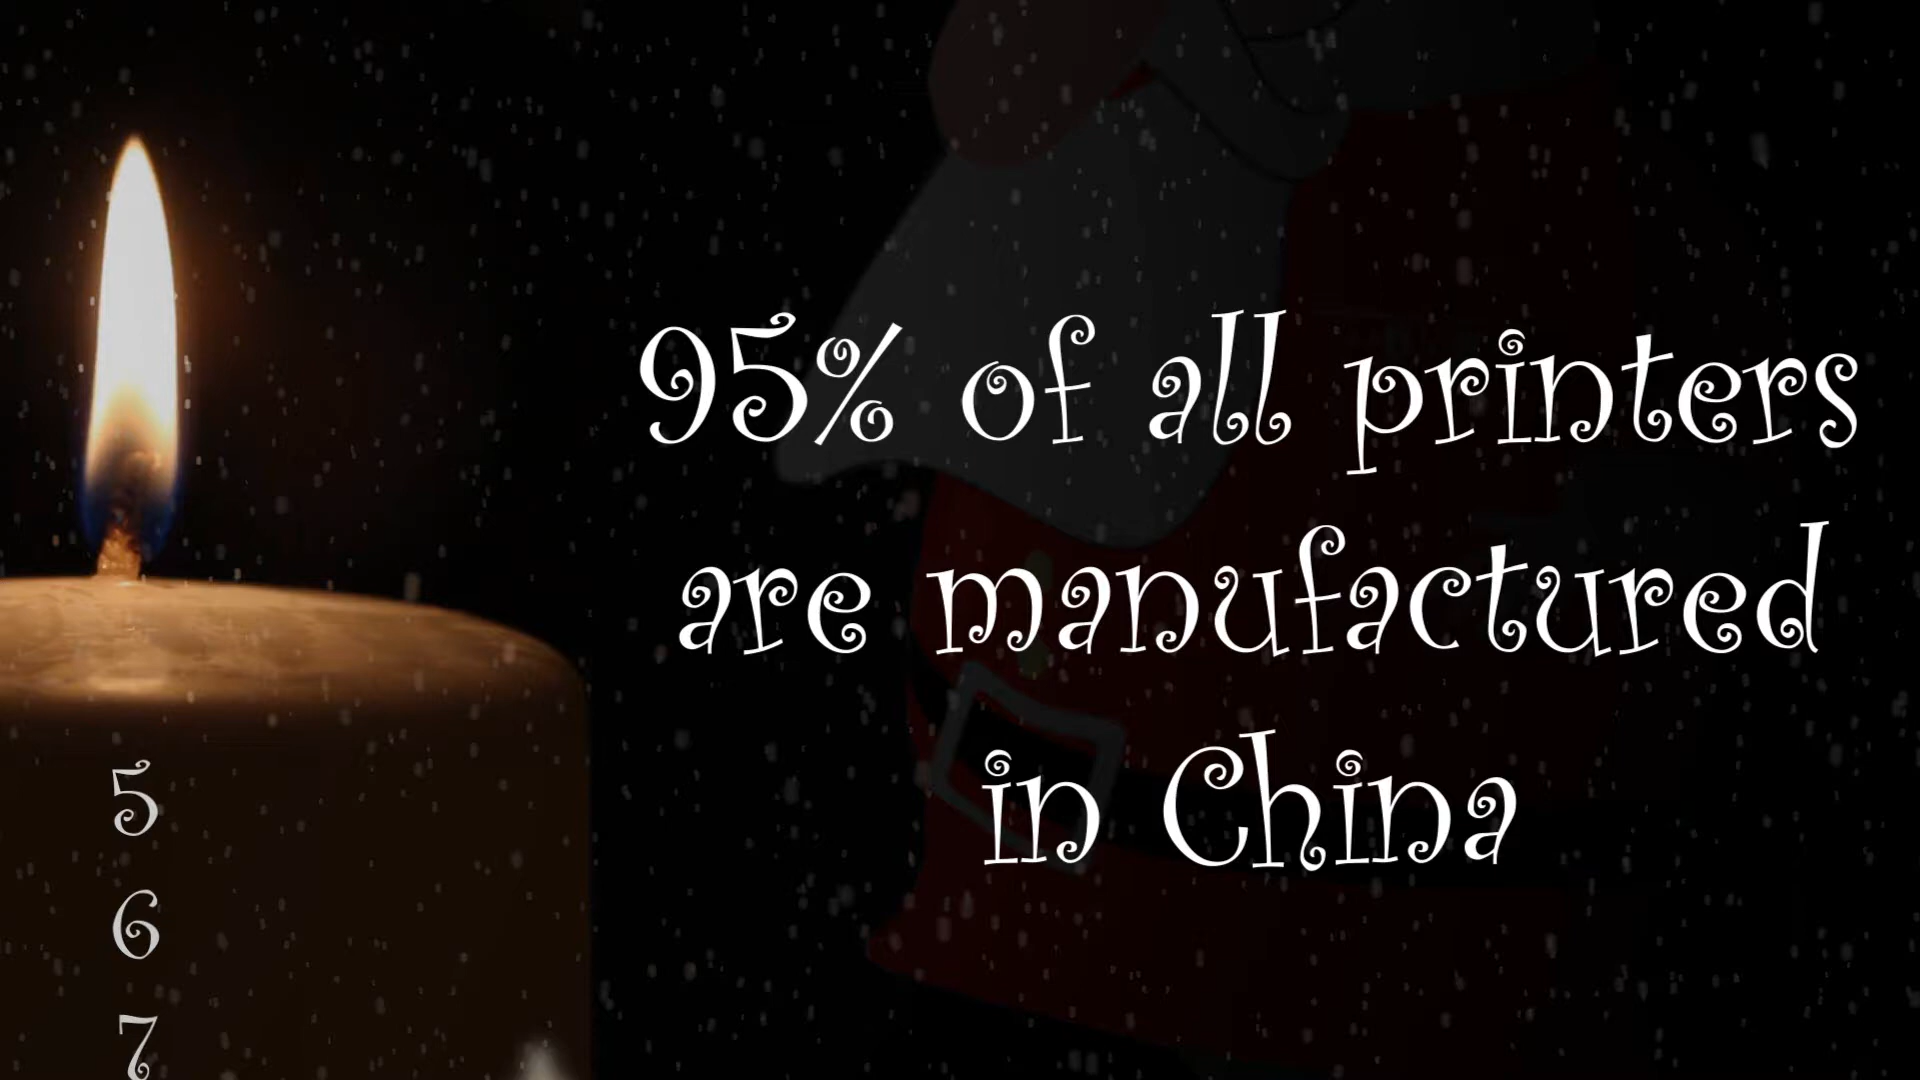 95% of all printers
are manufactured
in China
5
6
7